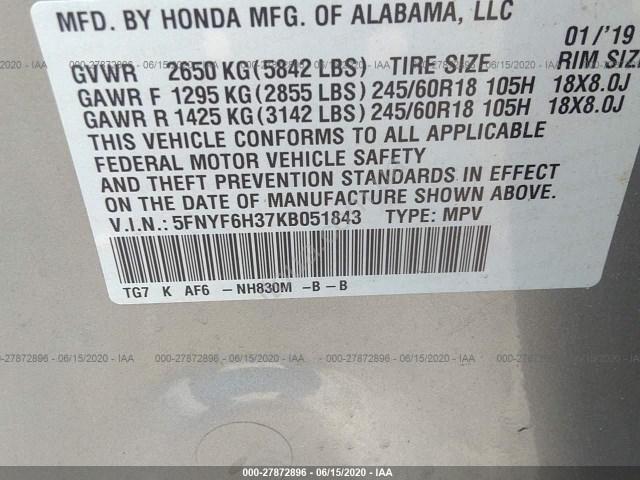 MFD. BY HONDA MFG. OF ALABAMA, LLC 01/'19
GVWR 2650 KG(5842 LBS) TIRE SIZE RIM SIZ
GAWR F 1295 KG(2855 LBS) 245/60R18 105H 18X8.0J
GAWR R 1425 KG(3142 LBS) 245/60R18 105H 18X8.0J
THIS VEHICLE CONFORMS TO ALL APPLICABLE
FEDERAL MOTOR VEHICLE SAFETY
AND THEFT PREVENTION STANDARDS IN EFFECT
ON THE DATE OF MANUFACTURE SHOWN ABOVE.
V.I.N.: 5FNYF6H37KB051843 TYPE: MPV
TG7 K AF6 - NH830M - B - B
000-27872896 - 06/15/2020 - IAA